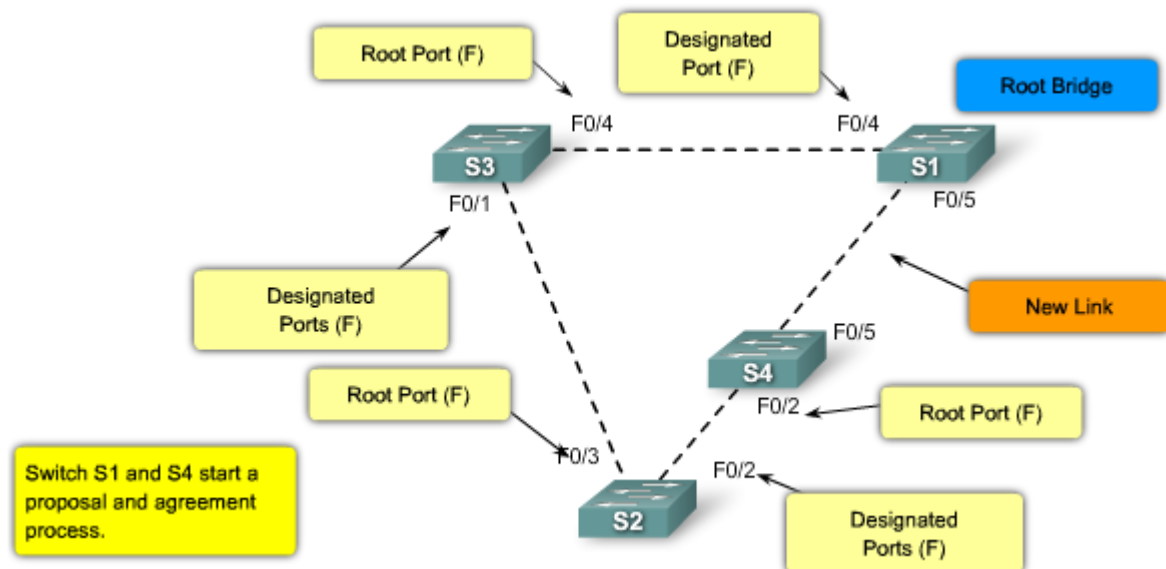 Root Port (F)
Designated
Port (F)
Root Bridge
F0/4
F0/4
S3
S1
F0/1
F0/5
Designated
Ports (F)
New Link
F0/5
S4
Root Port (F)
F0/2
Root Port (F)
F0/3
F0/2
Switch S1 and S4 start a
proposal and agreement
process.
S2
Designated
Ports (F)